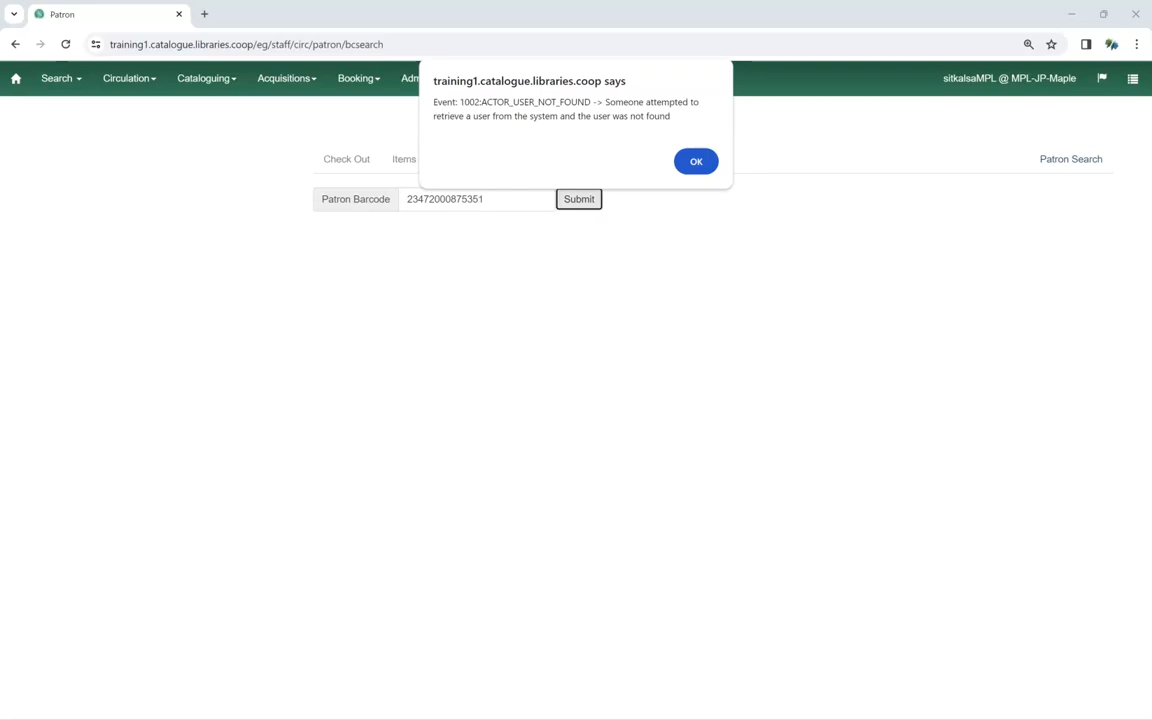 Patron
training1.catalogue.libraries.coop/eg/staff/circ/patron/bcsearch
Search Circulation Cataloguing Acquisitions Booking Adm sitkalsaMPL @ MPL-JP-Maple
training1.catalogue.libraries.coop says
Event: 1002:ACTOR_USER_NOT_FOUND -> Someone attempted to
retrieve a user from the system and the user was not found
OK
Check Out Items Patron Search
Patron Barcode 23472000875351 Submit